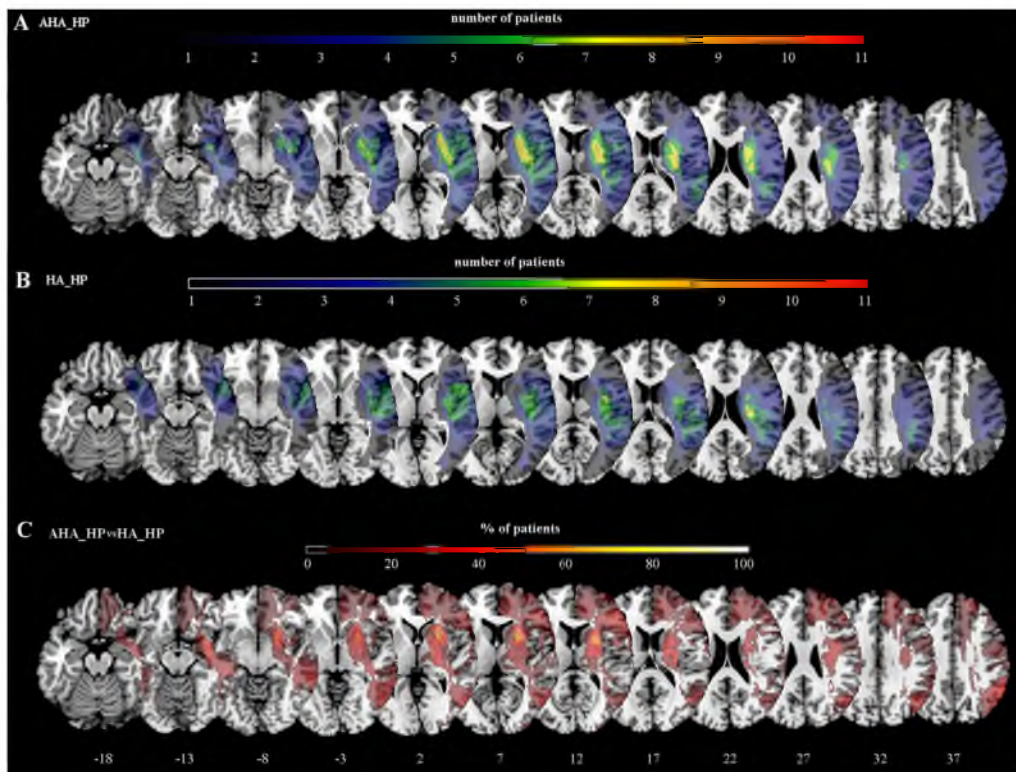 A AHA_HP
number of patients
1 2 3 4 5 6 7 8 9 10 11
B HA_HP
number of patients
1 2 3 4 5 6 7 8 9 10 11
C AHA_HPvsHA_HP
% of patients
0 20 40 60 80 100
-18 -13 -8 -3 2 7 12 17 22 27 32 37